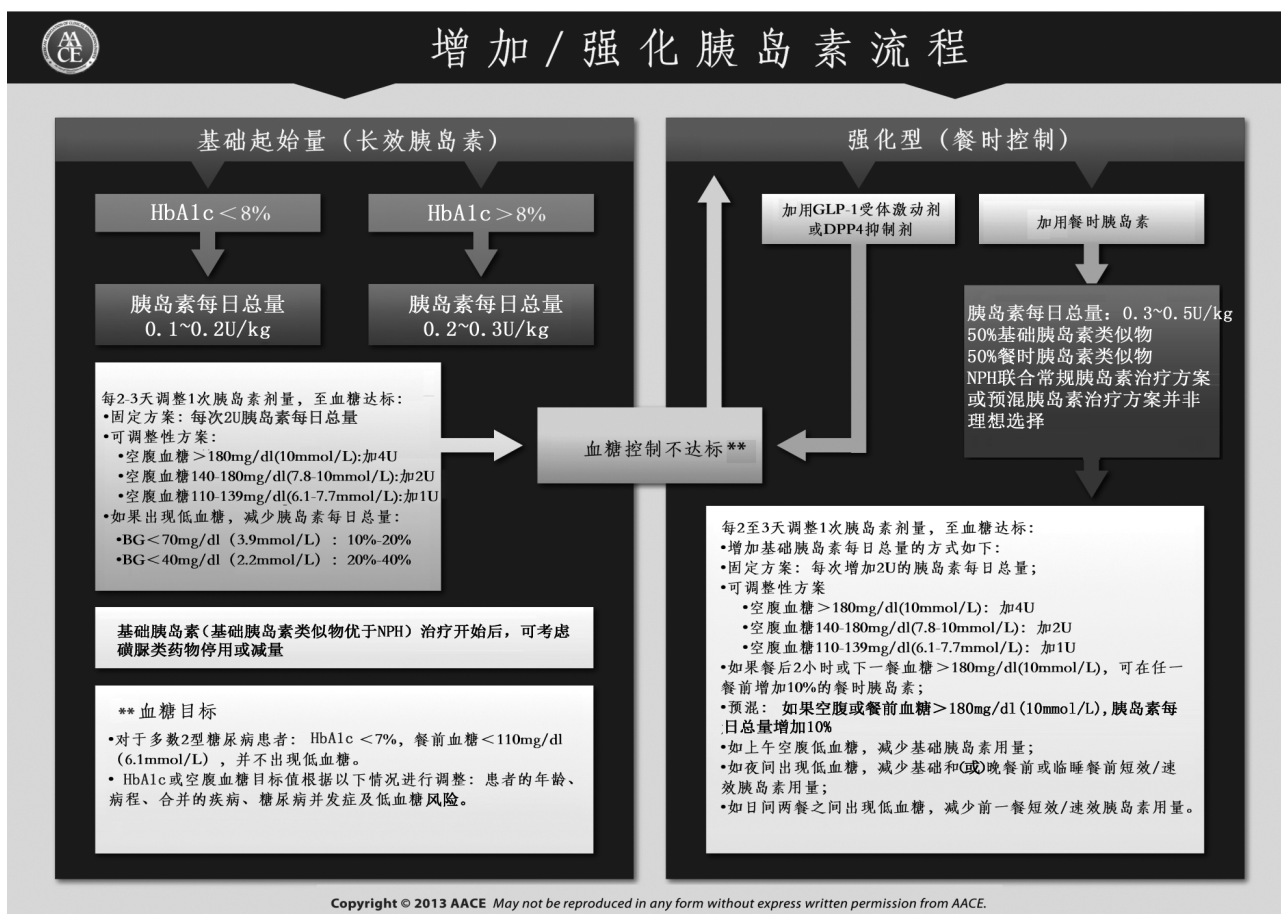 AACE
增加/强化胰岛素流程
基础起始量（长效胰岛素）
HbA1c＜8%
HbA1c＞8%
胰岛素每日总量
0.1~0.2U/kg
胰岛素每日总量
0.2~0.3U/kg
每2-3天调整1次胰岛素剂量，至血糖达标：
•固定方案：每次2U胰岛素每日总量
•可调整性方案：
•空腹血糖＞180mg/dl(10mmol/L):加4U
•空腹血糖140-180mg/dl(7.8-10mmol/L):加2U
•空腹血糖110-139mg/dl(6.1-7.7mmol/L):加1U
•如果出现低血糖，减少胰岛素每日总量：
•BG＜70mg/dl（3.9mmol/L）：10%-20%
•BG＜40mg/dl（2.2mmol/L）：20%-40%
基础胰岛素（基础胰岛素类似物优于NPH）治疗开始后，可考虑
磺脲类药物停用或减量
**血糖目标
•对于多数2型糖尿病患者：HbAlc＜7%，餐前血糖＜110mg/dl
（6.1mmol/L），并不出现低血糖。
•HbA1c或空腹血糖目标值根据以下情况进行调整：患者的年龄、
病程、合并的疾病、糖尿病并发症及低血糖风险。
血糖控制不达标**
强化型（餐时控制）
加用GLP-1受体激动剂
或DPP4抑制剂
加用餐时胰岛素
胰岛素每日总量：0.3~0.5U/kg
50%基础胰岛素类似物
50%餐时胰岛素类似物
NPH联合常规胰岛素治疗方案
或预混胰岛素治疗方案并非
理想选择
每2至3天调整1次胰岛素剂量，至血糖达标：
•增加基础胰岛素每日总量的方式如下：
•固定方案：每次增加2U的胰岛素每日总量；
•可调整性方案
•空腹血糖＞180mg/dl(10mmol/L)：加4U
•空腹血糖140-180mg/dl(7.8-10mmol/L)：加2U
•空腹血糖110-139mg/dl(6.1-7.7mmol/L)：加1U
•如果餐后2小时或下一餐血糖＞180mg/dl(10mmol/L)，可在任一
餐前增加10%的餐时胰岛素；
•预混：如果空腹或餐前血糖＞180mg/dl(10mmol/L),胰岛素每
日总量增加10%
•如上午空腹低血糖，减少基础胰岛素用量；
•如夜间出现低血糖，减少基础和(或)晚餐前或临睡餐前短效/速
效胰岛素用量；
•如日间两餐之间出现低血糖，减少前一餐短效/速效胰岛素用量。
Copyright © 2013 AACE May not be reproduced in any form without express written permission from AACE.